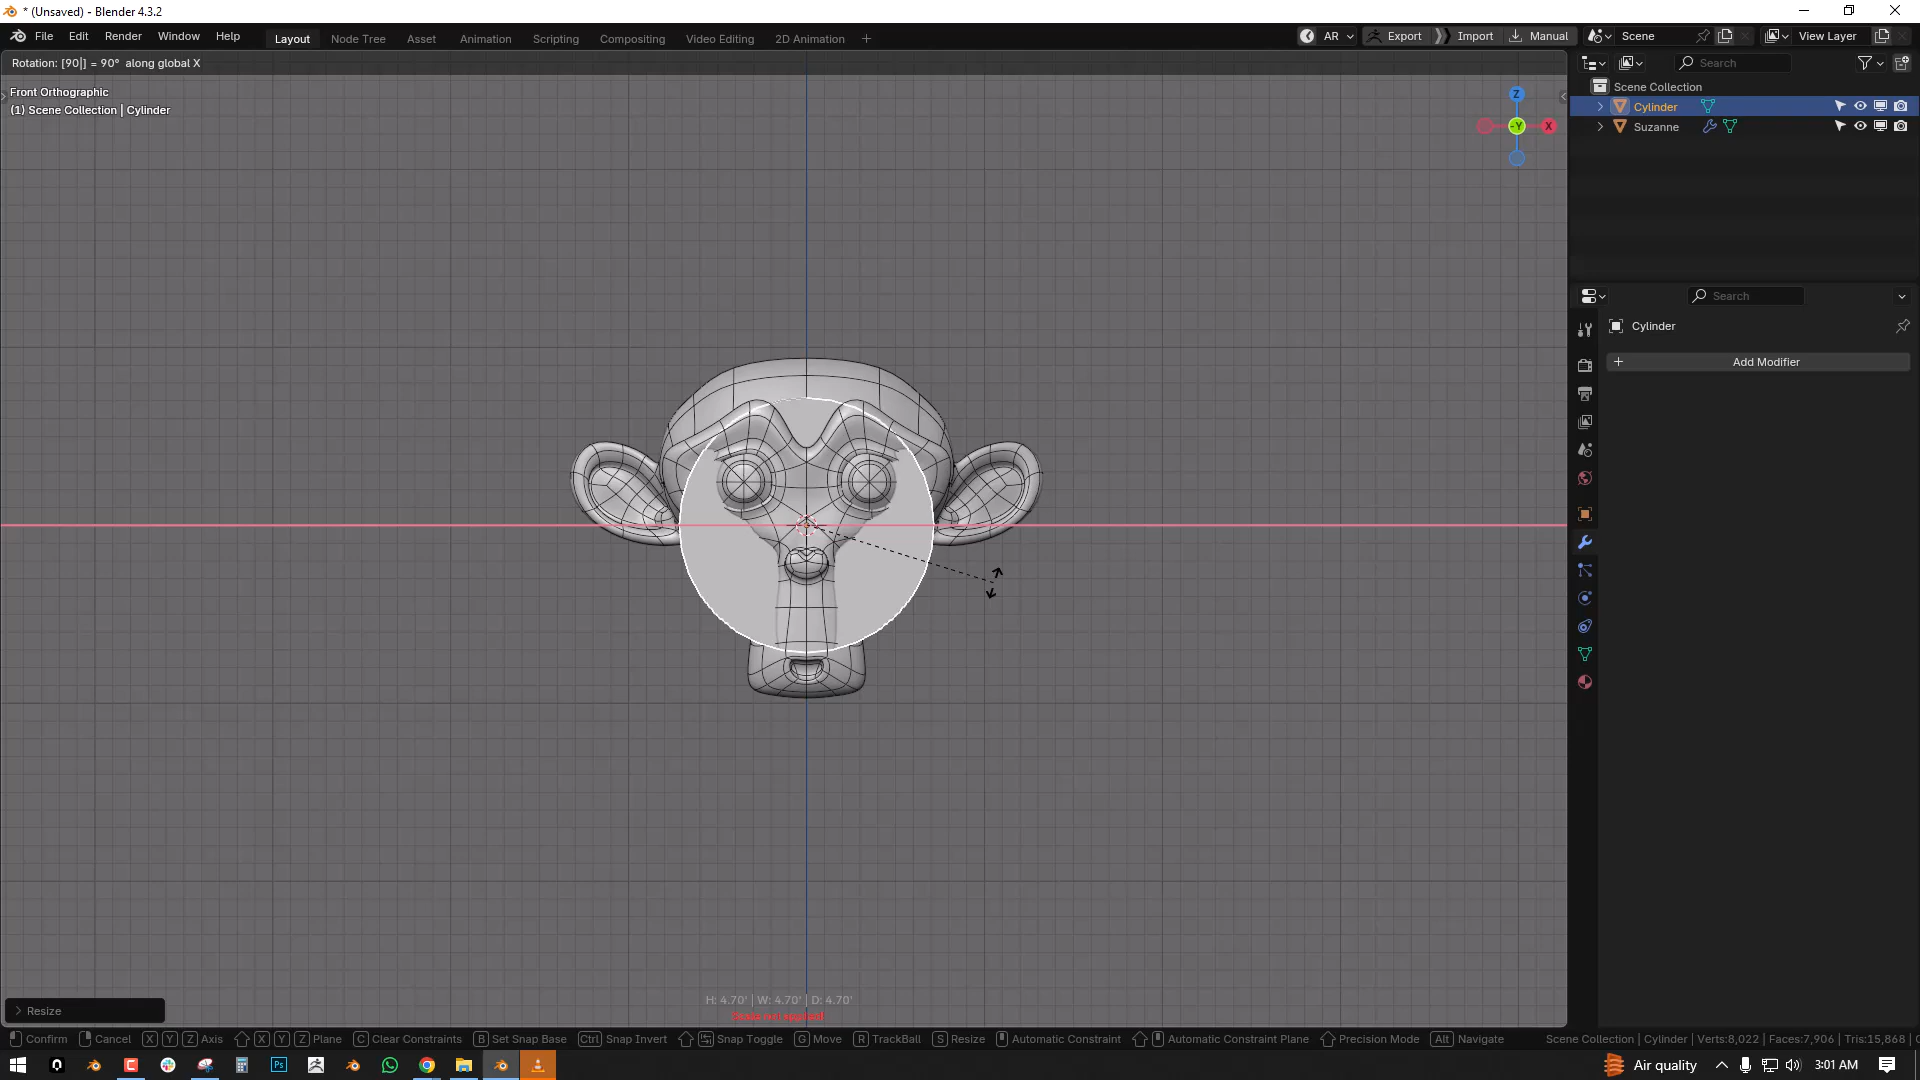 * (Unsaved) - Blender 4.3.2
File Edit Render Window Help
Layout Node Tree Asset Animation Scripting Compositing Video Editing 2D Animation +
AR Export Import Manual Scene View Layer
Rotation: [90|] = 90° along global X
Front Orthographic
(1) Scene Collection | Cylinder
Z
-Y
X
Search
Scene Collection
Cylinder
Suzanne
Search
Cylinder
+ Add Modifier
H: 4.70' | W: 4.70' | D: 4.70'
Scale not applied!
> Resize
Confirm Cancel X Y Z Axis X Y Z Plane C Clear Constraints B Set Snap Base Ctrl Snap Invert Snap Toggle G Move R TrackBall S Resize Automatic Constraint Automatic Constraint Plane Precision Mode Alt Navigate Scene Collection | Cylinder | Verts:8,022 | Faces:7,906 | Tris:15,868 |
Ps
Air quality 3:01 AM